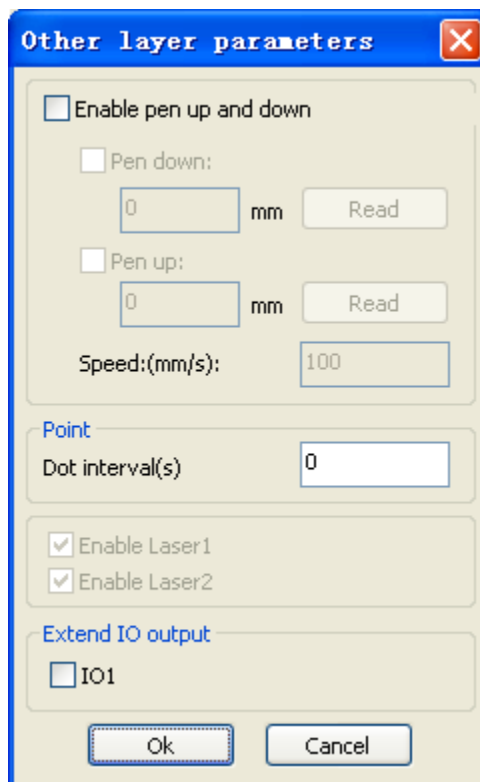 Other layer parameters
Enable pen up and down
Pen down:
0 mm Read
Pen up:
0 mm Read
Speed:(mm/s): 100
Point
Dot interval(s) 0
Enable Laser1
Enable Laser2
Extend IO output
IO1
Ok Cancel